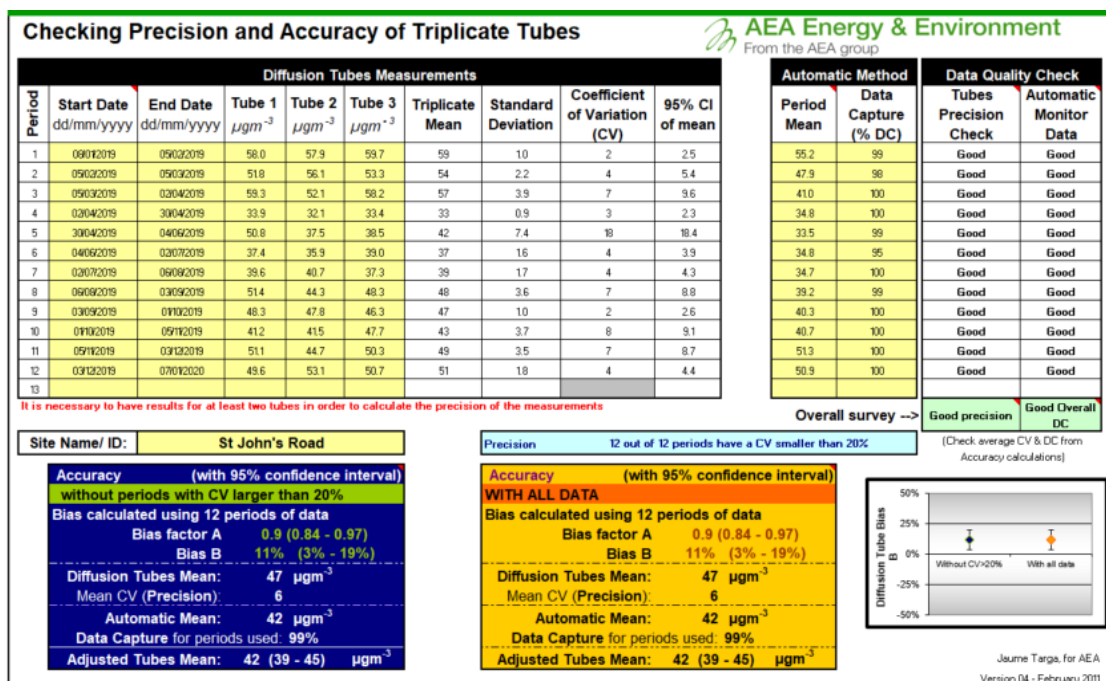 Checking Precision and Accuracy of Triplicate Tubes
AEA Energy & Environment
From the AEA group
Diffusion Tubes Measurements Automatic Method Data Quality Check
Period Start Date dd/mm/yyyy End Date dd/mm/yyyy Tube 1 µgm⁻³ Tube 2 µgm⁻³ Tube 3 µgm⁻³ Triplicate Mean Standard Deviation Coefficient of Variation (CV) 95% CI of mean Period Mean Data Capture (% DC) Tubes Precision Check Automatic Monitor Data
1 08/01/2019 05/02/2019 58.0 57.9 59.7 59 1.0 2 2.5 55.2 99 Good Good
2 05/02/2019 05/03/2019 51.8 56.1 53.3 54 2.2 4 5.4 47.9 98 Good Good
3 05/03/2019 02/04/2019 59.3 52.1 58.2 57 3.9 7 9.6 41.0 100 Good Good
4 02/04/2019 30/04/2019 33.9 32.1 33.4 33 0.9 3 2.3 34.8 100 Good Good
5 30/04/2019 04/06/2019 50.8 37.5 38.5 42 7.4 18 18.4 33.5 99 Good Good
6 04/06/2019 02/07/2019 37.4 35.9 39.0 37 1.6 4 3.9 34.8 95 Good Good
7 02/07/2019 06/08/2019 39.6 40.7 37.3 39 1.7 4 4.3 34.7 100 Good Good
8 06/08/2019 03/09/2019 51.4 44.3 48.3 48 3.6 7 8.8 39.2 99 Good Good
9 03/09/2019 01/10/2019 48.3 47.8 46.3 47 1.0 2 2.6 40.3 100 Good Good
10 01/10/2019 05/11/2019 41.2 41.5 47.7 43 3.7 8 9.1 40.7 100 Good Good
11 05/11/2019 03/12/2019 51.1 44.7 50.3 49 3.5 7 8.7 51.3 100 Good Good
12 03/12/2019 07/01/2020 49.6 53.1 50.7 51 1.8 4 4.4 50.9 100 Good Good
13
It is necessary to have results for at least two tubes in order to calculate the precision of the measurements
Overall survey --> Good precision Good Overall DC
Site Name/ ID: St John's Road
Precision 12 out of 12 periods have a CV smaller than 20%
(Check average CV & DC from
Accuracy calculations)
Accuracy (with 95% confidence interval)
without periods with CV larger than 20%
Bias calculated using 12 periods of data
Bias factor A 0.9 (0.84 - 0.97)
Bias B 11% (3% - 19%)
Diffusion Tubes Mean: 47 µgm⁻³
Mean CV (Precision): 6
Automatic Mean: 42 µgm⁻³
Data Capture for periods used: 99%
Adjusted Tubes Mean: 42 (39 - 45) µgm⁻³
Accuracy (with 95% confidence interval)
WITH ALL DATA
Bias calculated using 12 periods of data
Bias factor A 0.9 (0.84 - 0.97)
Bias B 11% (3% - 19%)
Diffusion Tubes Mean: 47 µgm⁻³
Mean CV (Precision): 6
Automatic Mean: 42 µgm⁻³
Data Capture for periods used: 99%
Adjusted Tubes Mean: 42 (39 - 45) µgm⁻³
Diffusion Tube Bias B
50%
25%
0%
-25%
-50%
Without CV>20% With all data
Jaume Targa, for AEA
Version 04 - February 2011